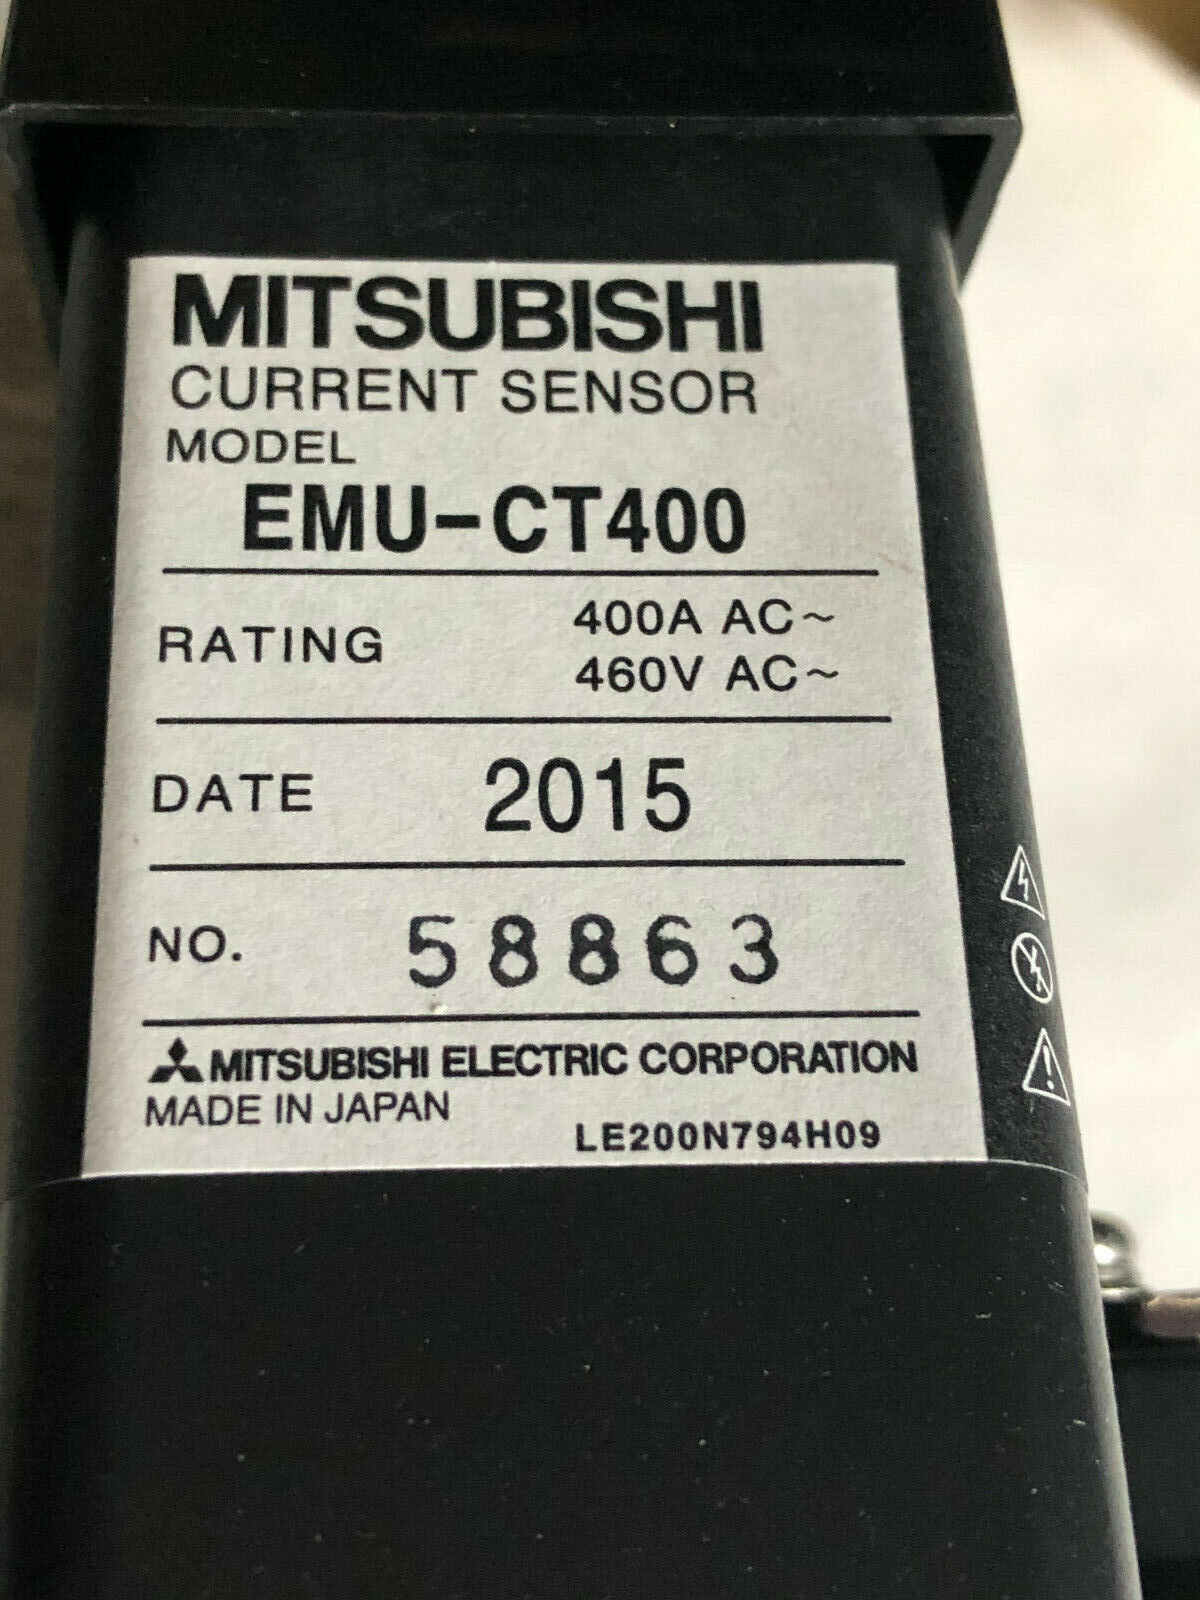 MITSUBISHI
CURRENT SENSOR
MODEL
EMU-CT400
RATING 400A AC~
460V AC~
DATE 2015
NO. 58863
MITSUBISHI ELECTRIC CORPORATION
MADE IN JAPAN
LE200N794H09